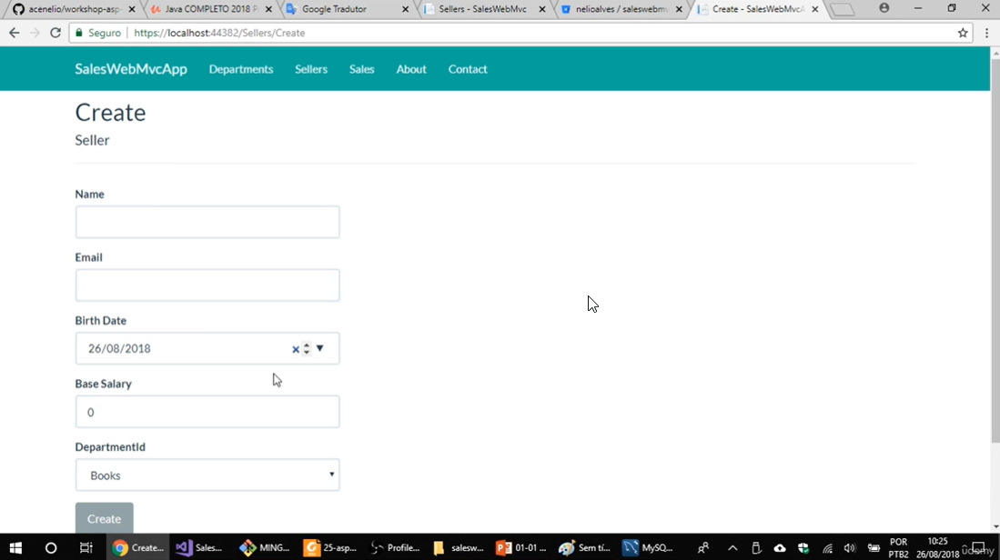 acenelio/workshop-asp-
Java COMPLETO 2018 P
Google Tradutor
Sellers - SalesWebMvc
nelioalves / saleswebmv
Create - SalesWebMvcA
Seguro
https://localhost:44382/Sellers/Create
SalesWebMvcApp
Departments
Sellers
Sales
About
Contact
Create
Seller
Name
Email
Birth Date
26/08/2018
Base Salary
0
DepartmentId
Books
Create
Create...
Sales...
MING...
25-asp...
Profile...
salesw...
01-01 ...
Sem tí...
MySQ...
POR
PTB2
10:25
26/08/2018
udemy